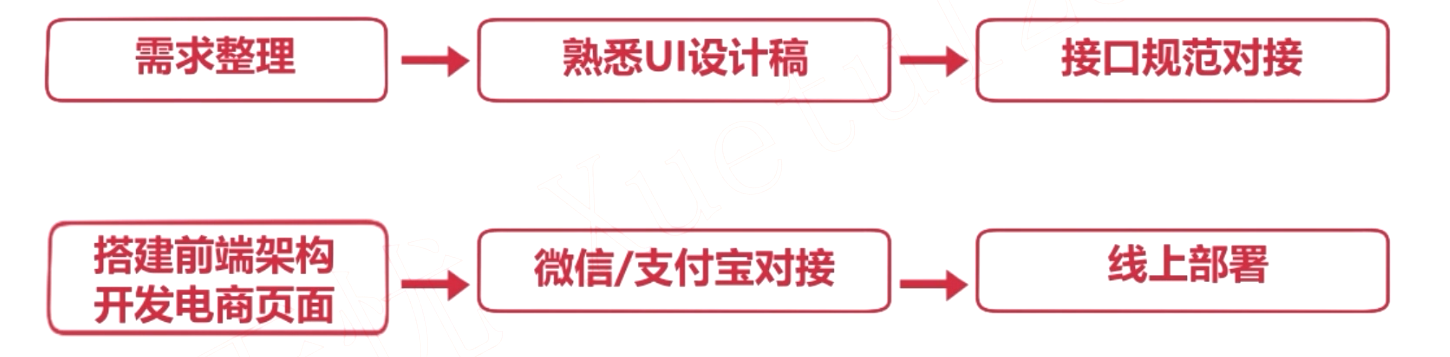 需求整理
熟悉UI设计稿
接口规范对接
搭建前端架构
开发电商页面
微信/支付宝对接
线上部署